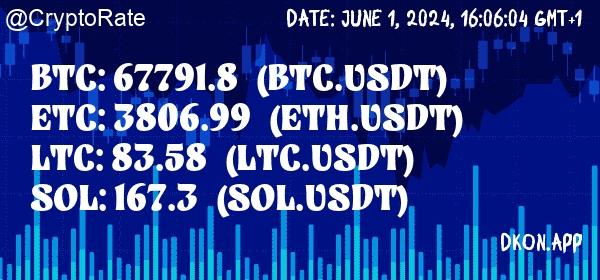 @CryptoRate
DATE: JUNE 1, 2024, 16:06:04 GMT+1
BTC: 67791.8 (BTC.USDT)
ETC: 3806.99 (ETH.USDT)
LTC: 83.58 (LTC.USDT)
SOL: 167.3 (SOL.USDT)
DKON.APP